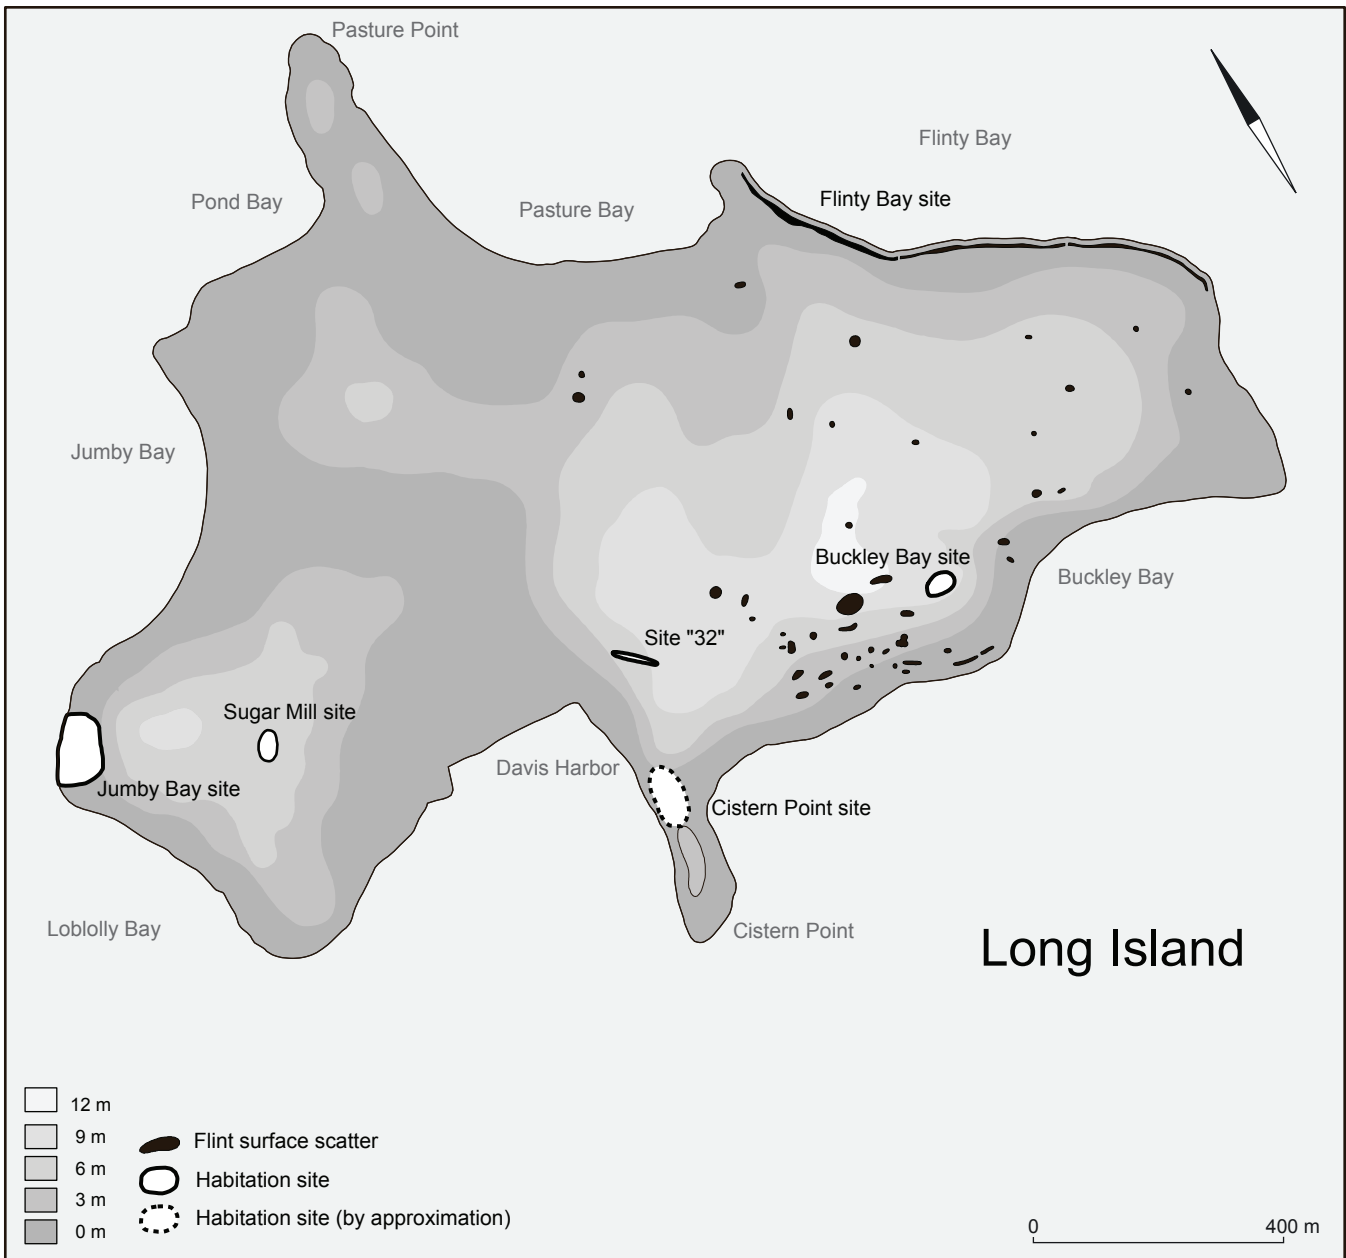 Pasture Point
Flinty Bay
Pond Bay
Pasture Bay
Flinty Bay site
Jumby Bay
Buckley Bay site
Buckley Bay
Site "32"
Sugar Mill site
Davis Harbor
Jumby Bay site
Cistern Point site
Loblolly Bay
Cistern Point
Long Island
12 m
9 m
6 m
3 m
0 m
Flint surface scatter
Habitation site
Habitation site (by approximation)
0 400 m